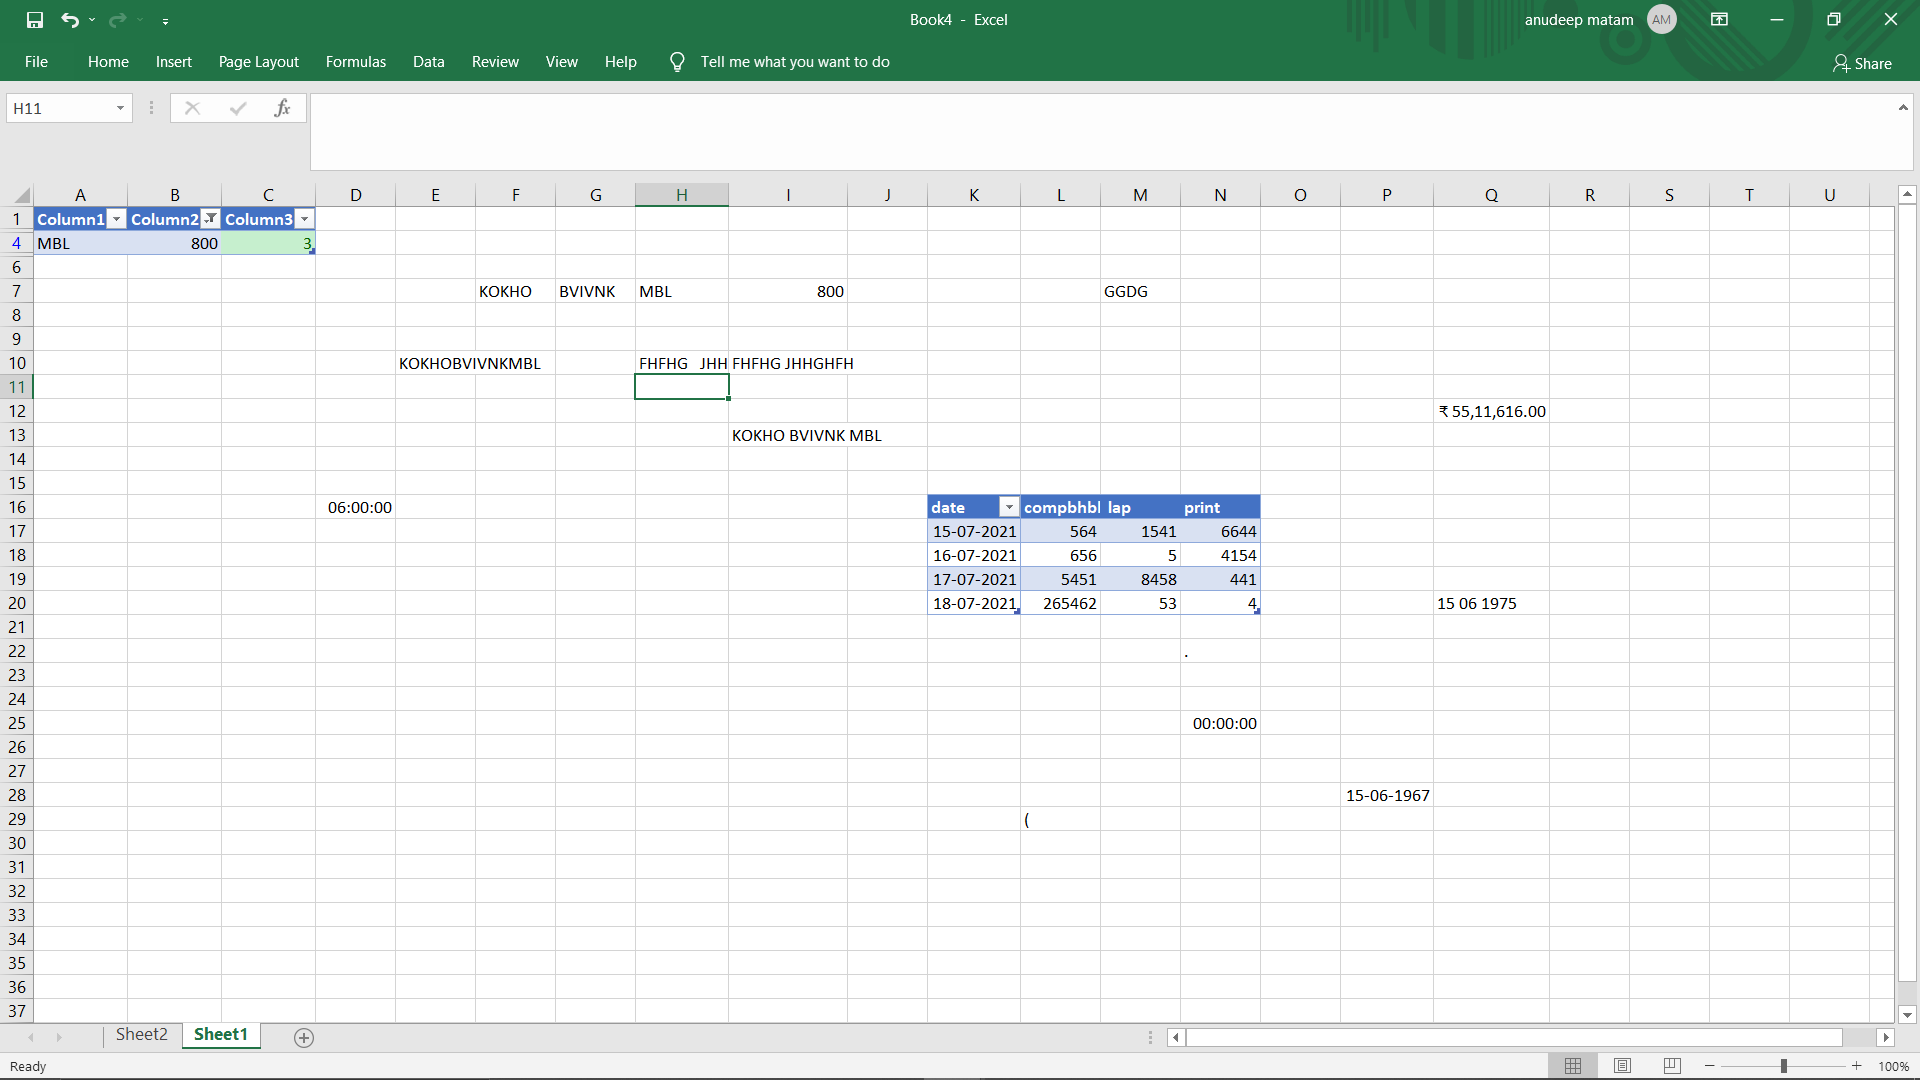 Book4 - Excel
anudeep matam AM
File Home Insert Page Layout Formulas Data Review View Help Tell me what you want to do Share
H11 fx
A B C D E F G H I J K L M N O P Q R S T U
1 Column1 Column2 Column3
4 MBL 800 3
6
7 KOKHO BVIVNK MBL 800 GGDG
8
9
10 KOKHOBVIVNKMBL FHFHG JHH FHFHG JHHGHFH
11
12 ₹ 55,11,616.00
13 KOKHO BVIVNK MBL
14
15
16 06:00:00 date compbhbl lap print
17 15-07-2021 564 1541 6644
18 16-07-2021 656 5 4154
19 17-07-2021 5451 8458 441
20 18-07-2021 265462 53 4 15 06 1975
21
22 .
23
24
25 00:00:00
26
27
28 15-06-1967
29 (
30
31
32
33
34
35
36
37
Sheet2 Sheet1
Ready 100%